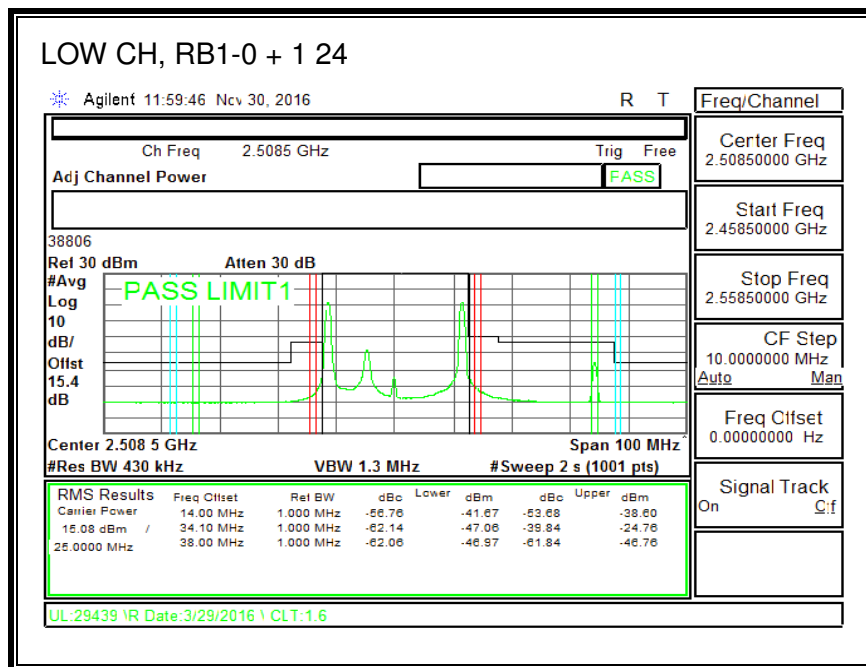 LOW CH, RB1-0 + 1 24
Agilent 11:59:46 Nov 30, 2016 R T
Freq/Channel
Ch Freq 2.5085 GHz Trig Free
Adj Channel Power PASS
Center Freq
2.50850000 GHz
Start Freq
2.45850000 GHz
Stop Freq
2.55850000 GHz
CF Step
10.0000000 MHz
Auto Man
Freq Offset
0.00000000 Hz
Signal Track
On Off
38806
Ref 30 dBm Atten 30 dB
#Avg
Log
10
dB/
Offst
15.4
dB
PASS LIMIT1
Center 2.508 5 GHz Span 100 MHz
#Res BW 430 kHz VBW 1.3 MHz #Sweep 2 s (1001 pts)
RMS Results Freq Offset Ref BW dBc Lower dBm dBc Upper dBm
Carrier Power 14.00 MHz 1.000 MHz -56.76 -41.67 -53.68 -38.60
15.08 dBm / 34.10 MHz 1.000 MHz -62.14 -47.06 -39.84 -24.76
25.0000 MHz 38.00 MHz 1.000 MHz -62.06 -46.97 -61.84 -46.76
UL:29439 \R Date:3/29/2016 \ CLT:1.6